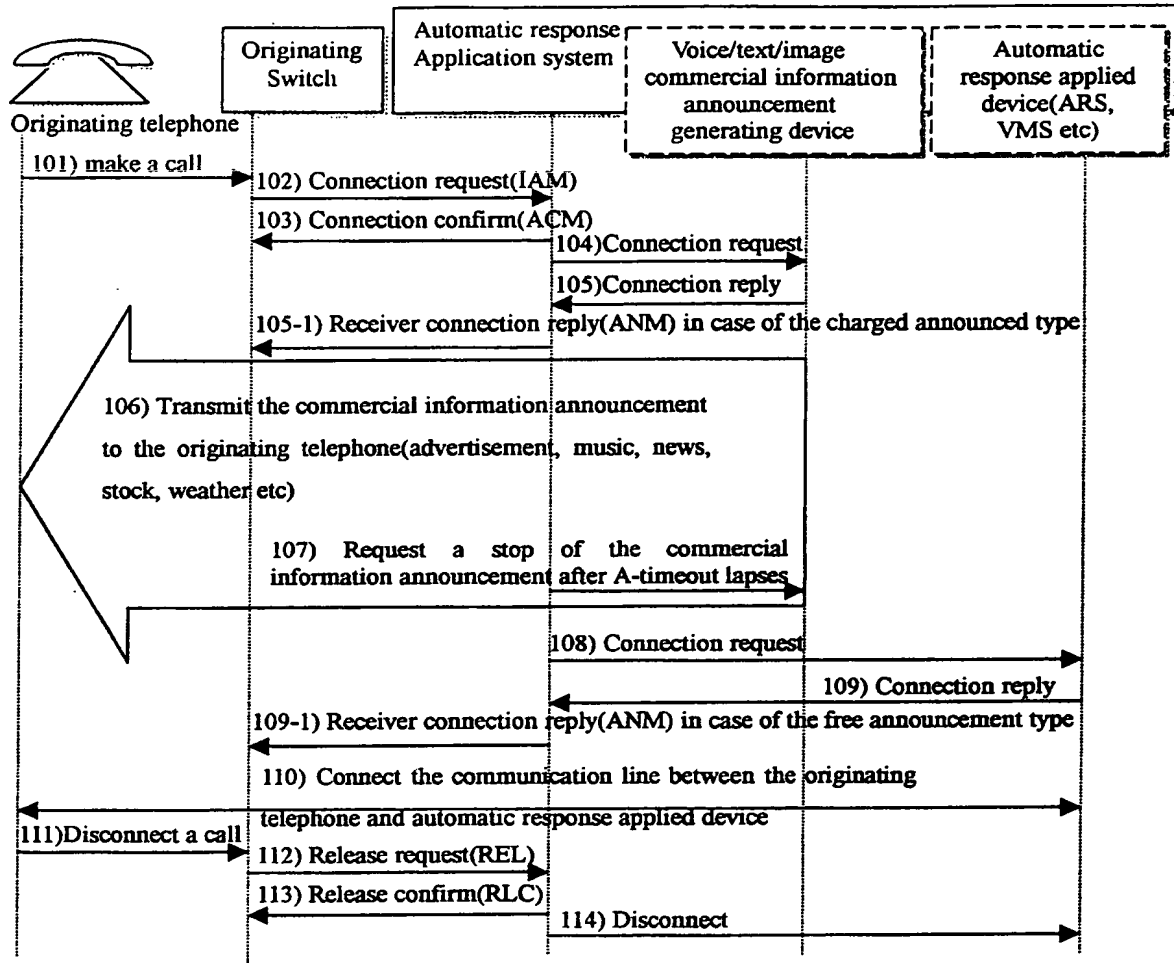 Originating
Switch
Automatic response
Application system
Voice/text/image
commercial information
announcement
generating device
Automatic
response applied
device(ARS,
VMS etc)
Originating telephone
101) make a call
102) Connection request(IAM)
103) Connection confirm(ACM)
104)Connection request
105)Connection reply
105-1) Receiver connection reply(ANM) in case of the charged announced type
106) Transmit the commercial information announcement
to the originating telephone(advertisement, music, news,
stock, weather etc)
107) Request a stop of the commercial
information announcement after A-timeout lapses
108) Connection request
109) Connection reply
109-1) Receiver connection reply(ANM) in case of the free announcement type
110) Connect the communication line between the originating
telephone and automatic response applied device
111)Disconnect a call
112) Release request(REL)
113) Release confirm(RLC)
114) Disconnect